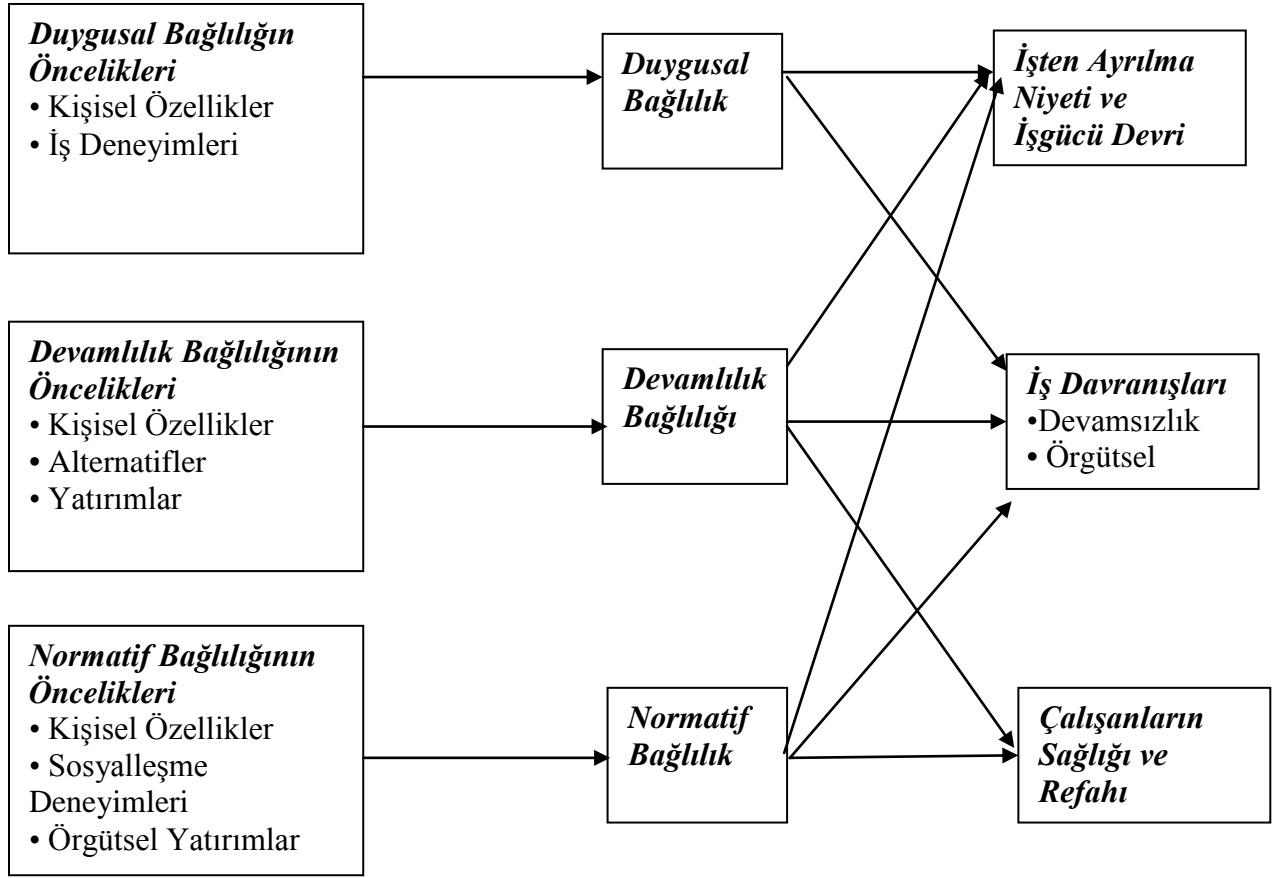 Duygusal Bağlılığın
Öncelikleri
• Kişisel Özellikler
• İş Deneyimleri
Duygusal
Bağlılık
İşten Ayrılma
Niyeti ve
İşgücü Devri
Devamlılık Bağlılığının
Öncelikleri
• Kişisel Özellikler
• Alternatifler
• Yatırımlar
Devamlılık
Bağlılığı
İş Davranışları
•Devamsızlık
• Örgütsel
Normatif Bağlılığının
Öncelikleri
• Kişisel Özellikler
• Sosyalleşme
Deneyimleri
• Örgütsel Yatırımlar
Normatif
Bağlılık
Çalışanların
Sağlığı ve
Refahı